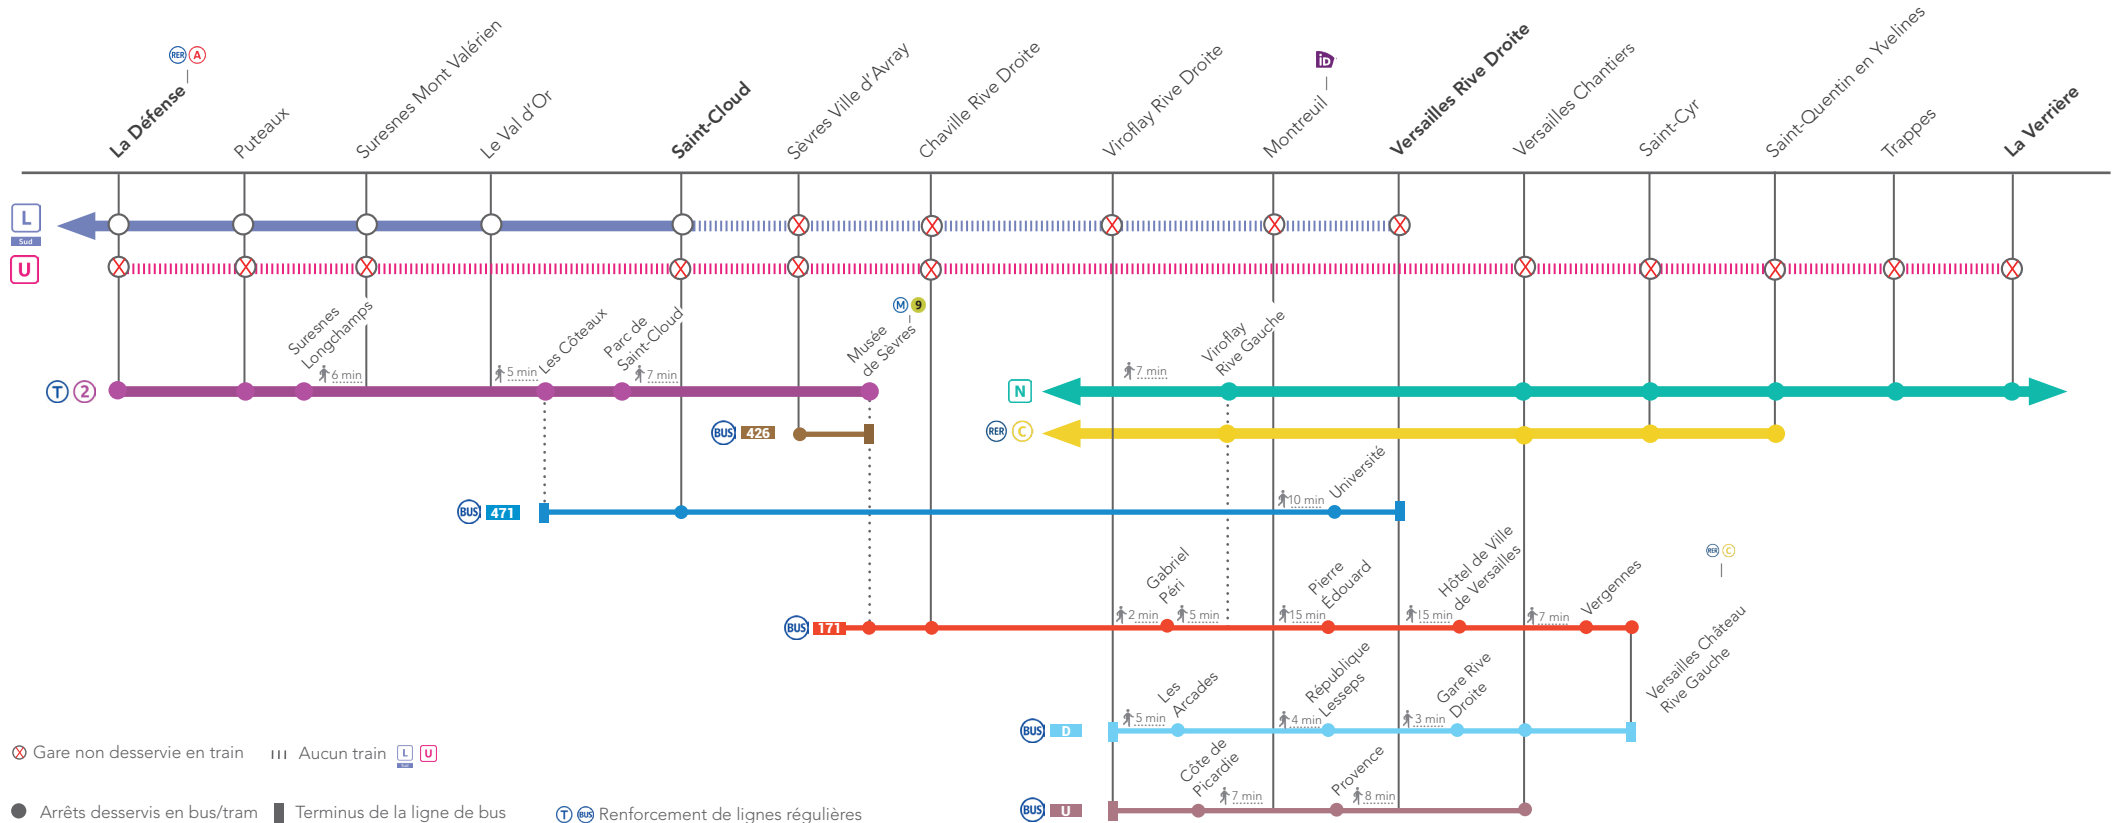 RER A
La Défense
Puteaux
Suresnes Mont Valérien
Le Val d'Or
Saint-Cloud
Sèvres Ville d'Avray
Chaville Rive Droite
Viroflay Rive Droite
iD
Montreuil
Versailles Rive Droite
Versailles Chantiers
Saint-Cyr
Saint-Quentin en Yvelines
Trappes
La Verrière
L
Sud
U
Suresnes
Longchamps
6 min
5 min
Les Côteaux
Parc de
Saint-Cloud
7 min
M 9
Musée
de Sèvres
7 min
Viroflay
Rive Gauche
T 2
N
BUS 426
RER C
BUS 471
10 min
Université
BUS 171
2 min
Gabriel
Péri
5 min
15 min
Pierre
Édouard
15 min
Hôtel de Ville
de Versailles
7 min
Vergennes
RER C
Versailles Château
Rive Gauche
BUS D
5 min
Les
Arcades
4 min
République
Lesseps
3 min
Gare Rive
Droite
BUS U
Côte de
Picardie
7 min
Provence
8 min
Gare non desservie en train
Aucun train L Sud U
Arrêts desservis en bus/tram
Terminus de la ligne de bus
T BUS Renforcement de lignes régulières